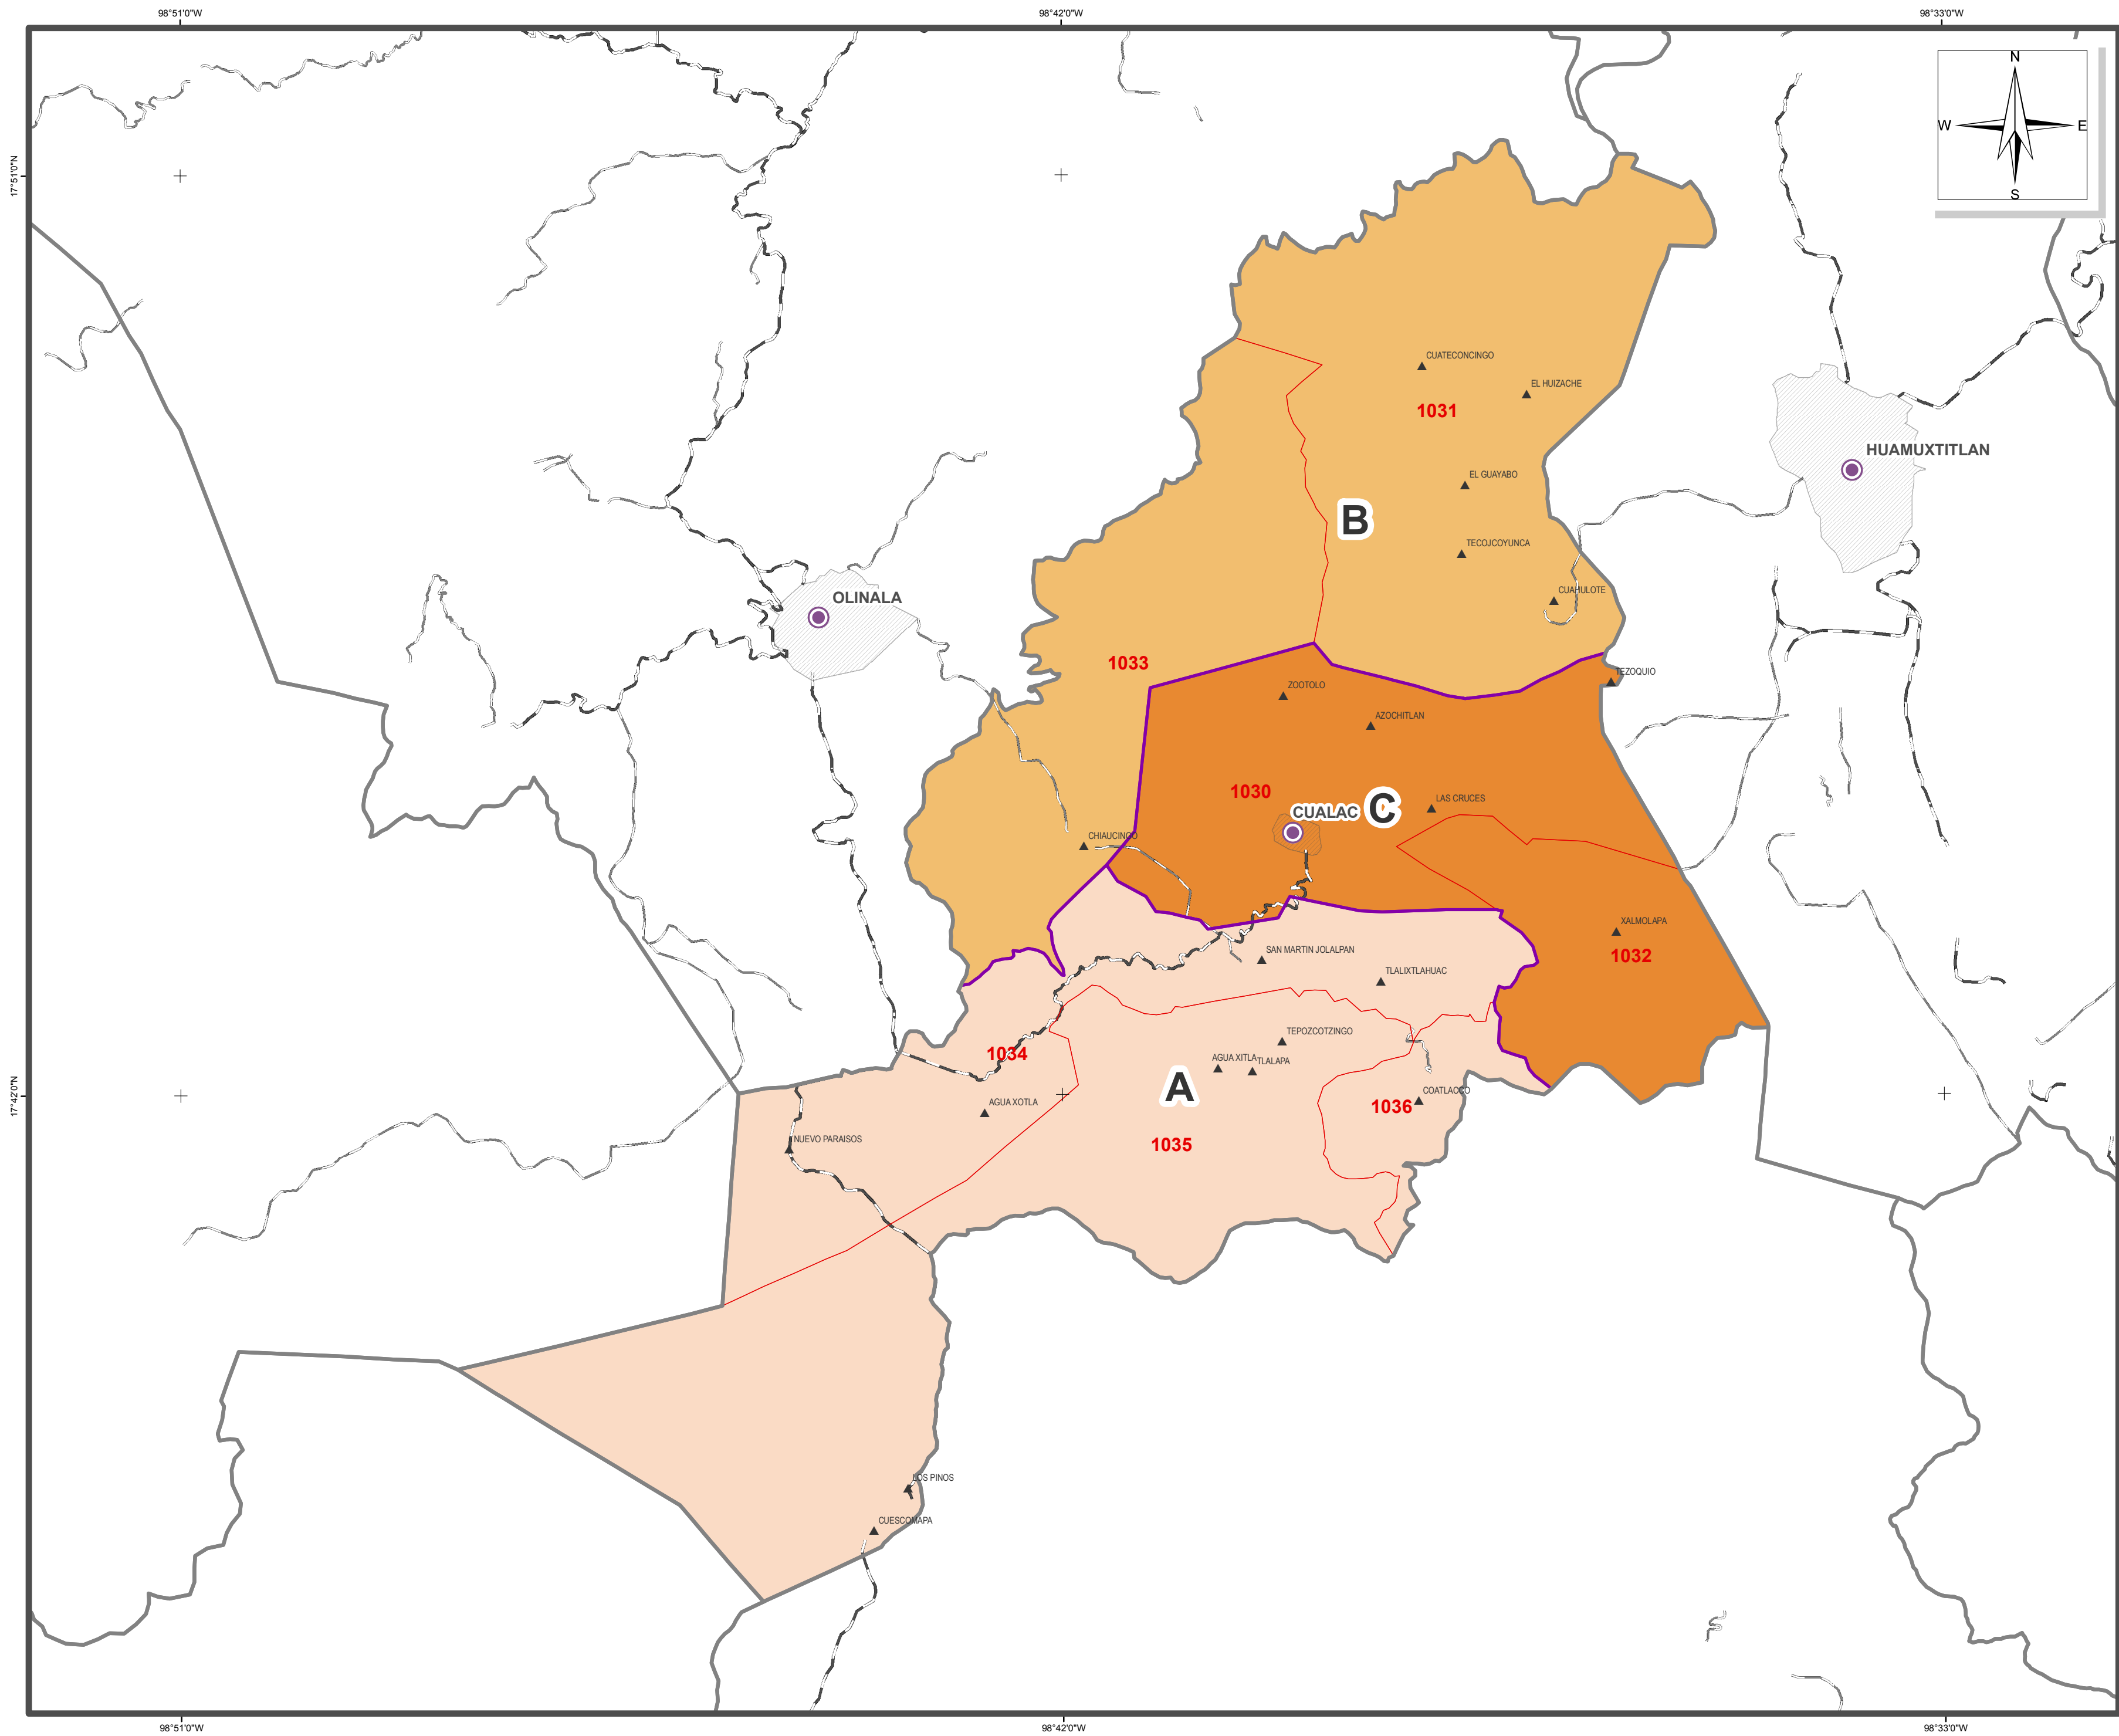 98°51'0"W
98°42'0"W
98°33'0"W
N
W
E
S
17°51'0"N
CUATECONCINGO
EL HUIZACHE
1031
HUAMUXTITLAN
EL GUAYABO
B
TECOJCOYUNCA
OLINALA
CUAHULOTE
1033
TEZOQUIO
ZOOTOLO
AZOCHITLAN
1030
LAS CRUCES
CUALAC
C
CHIAUCINGO
XALMOLAPA
SAN MARTIN JOLALPAN
1032
TLALIXTLAHUAC
TEPOZCOTZINGO
1034
AGUA XITLA
TLALAPA
17°42'0"N
A
COATLACO
AGUA XOTLA
1036
NUEVO PARAISOS
1035
LOS PINOS
CUESCOMAPA
98°51'0"W
98°42'0"W
98°33'0"W